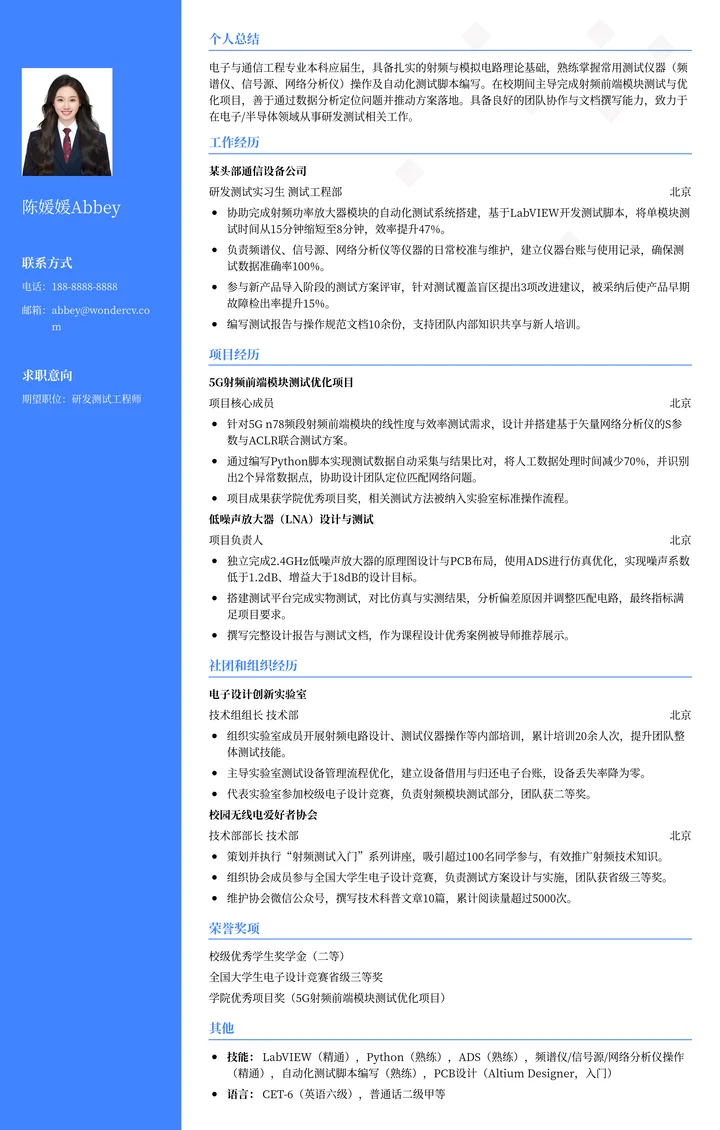 陈媛媛Abbey
联系方式
电话：188-8888-8888
邮箱：abbey@wondercv.co
m
求职意向
期望职位：研发测试工程师
个人总结
电子与通信工程专业本科应届生，具备扎实的射频与模拟电路理论基础，熟练掌握常用测试仪器（频
谱仪、信号源、网络分析仪）操作及自动化测试脚本编写。在校期间主导完成射频前端模块测试与优
化项目，善于通过数据分析定位问题并推动方案落地。具备良好的团队协作与文档撰写能力，致力于
在电子/半导体领域从事研发测试相关工作。
工作经历
某头部通信设备公司
研发测试实习生 测试工程部 北京
• 协助完成射频功率放大器模块的自动化测试系统搭建，基于LabVIEW开发测试脚本，将单模块测
试时间从15分钟缩短至8分钟，效率提升47%。
• 负责频谱仪、信号源、网络分析仪等仪器的日常校准与维护，建立仪器台账与使用记录，确保测
试数据准确率100%。
• 参与新产品导入阶段的测试方案评审，针对测试覆盖盲区提出3项改进建议，被采纳后使产品早期
故障检出率提升15%。
• 编写测试报告与操作规范文档10余份，支持团队内部知识共享与新人培训。
项目经历
5G射频前端模块测试优化项目
项目核心成员 北京
• 针对5G n78频段射频前端模块的线性度与效率测试需求，设计并搭建基于矢量网络分析仪的S参
数与ACLR联合测试方案。
• 通过编写Python脚本实现测试数据自动采集与结果比对，将人工数据处理时间减少70%，并识别
出2个异常数据点，协助设计团队定位匹配网络问题。
• 项目成果获学院优秀项目奖，相关测试方法被纳入实验室标准操作流程。
低噪声放大器（LNA）设计与测试
项目负责人 北京
• 独立完成2.4GHz低噪声放大器的原理图设计与PCB布局，使用ADS进行仿真优化，实现噪声系数
低于1.2dB、增益大于18dB的设计目标。
• 搭建测试平台完成实物测试，对比仿真与实测结果，分析偏差原因并调整匹配电路，最终指标满
足项目要求。
• 撰写完整设计报告与测试文档，作为课程设计优秀案例被导师推荐展示。
社团和组织经历
电子设计创新实验室
技术组组长 技术部 北京
• 组织实验室成员开展射频电路设计、测试仪器操作等内部培训，累计培训20余人次，提升团队整
体测试技能。
• 主导实验室测试设备管理流程优化，建立设备借用与归还电子台账，设备丢失率降为零。
• 代表实验室参加校级电子设计竞赛，负责射频模块测试部分，团队获二等奖。
校园无线电爱好者协会
技术部部长 技术部 北京
• 策划并执行“射频测试入门”系列讲座，吸引超过100名同学参与，有效推广射频技术知识。
• 组织协会成员参与全国大学生电子设计竞赛，负责测试方案设计与实施，团队获省级三等奖。
• 维护协会微信公众号，撰写技术科普文章10篇，累计阅读量超过5000次。
荣誉奖项
校级优秀学生奖学金（二等）
全国大学生电子设计竞赛省级三等奖
学院优秀项目奖（5G射频前端模块测试优化项目）
其他
• 技能： LabVIEW（精通）, Python（熟练）, ADS（熟练）, 频谱仪/信号源/网络分析仪操作
（精通）, 自动化测试脚本编写（熟练）, PCB设计（Altium Designer，入门）
• 语言： CET-6（英语六级）, 普通话二级甲等